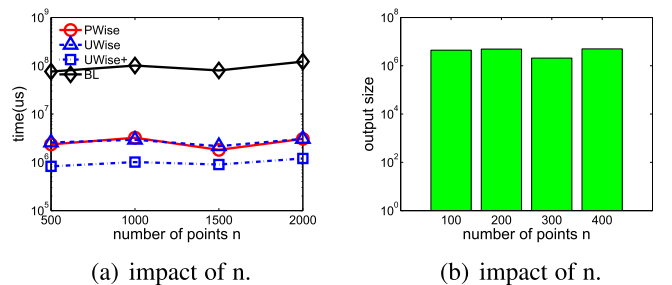 10^9
10^8
10^7
10^6
10^5
time(us)
PWise
UWise
UWise+
BL
500
1000
1500
2000
number of points n
(a) impact of n.
10^8
10^6
10^4
10^2
10^0
output size
100
200
300
400
number of points n
(b) impact of n.